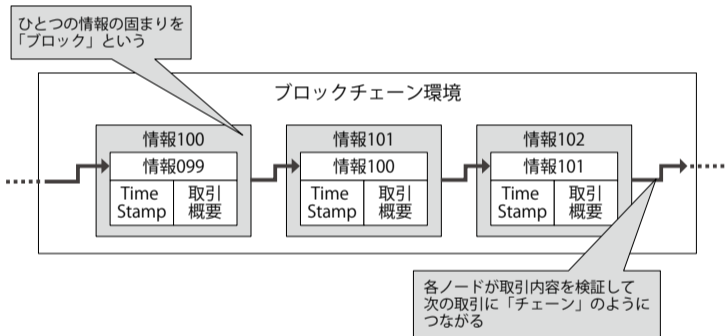 ひとつの情報の固まりを
「ブロック」という
ブロックチェーン環境
情報100
情報099
Time
Stamp
取引
概要
情報101
情報100
Time
Stamp
取引
概要
情報102
情報101
Time
Stamp
取引
概要
各ノードが取引内容を検証して
次の取引に「チェーン」のように
つながる